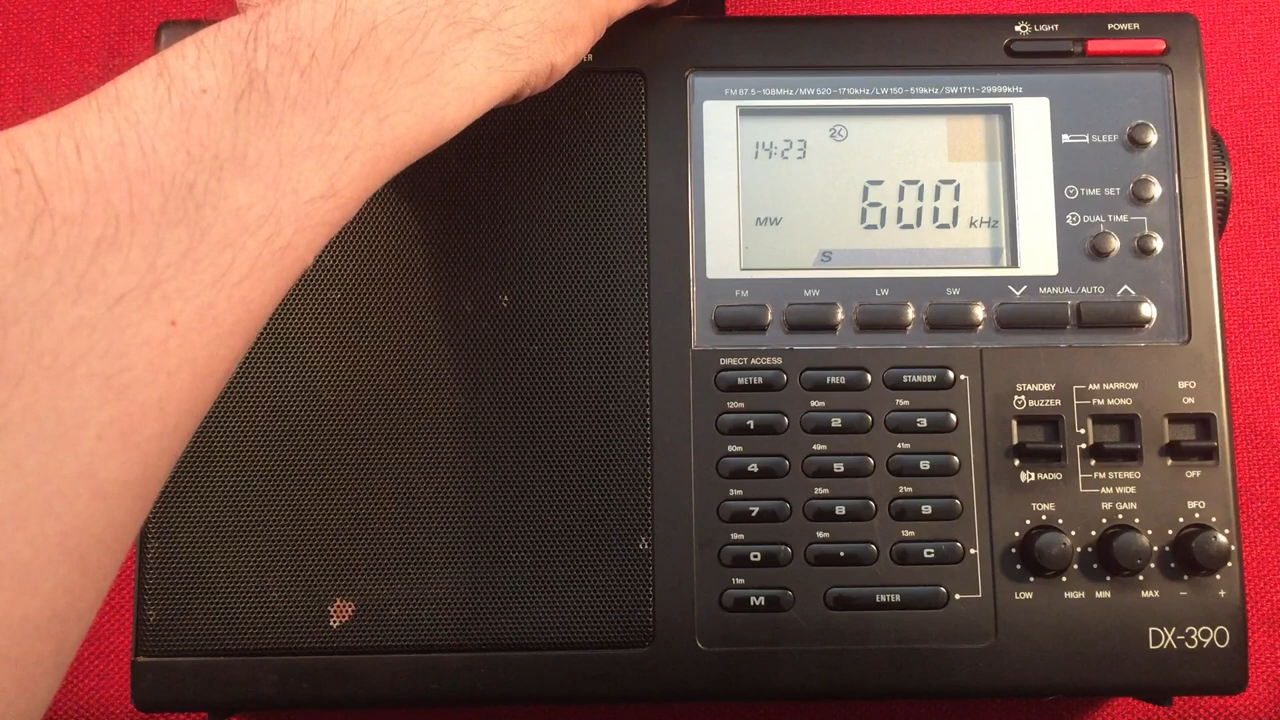 LIGHT
POWER
ER
FM 87.5-108MHz/MW 520-1710kHz/LW 150-519kHz/SW 1711-29999kHz
14:23
2
600 kHz
MW
S
SLEEP
TIME SET
2 DUAL TIME
FM MW LW SW MANUAL/AUTO
DIRECT ACCESS
METER FREQ STANDBY
120m 90m 75m
1 2 3
60m 49m 41m
4 5 6
31m 25m 21m
7 8 9
19m 16m 13m
0 . C
11m
M ENTER
STANDBY
BUZZER
RADIO
AM NARROW
FM MONO
FM STEREO
AM WIDE
BFO
ON
OFF
TONE RF GAIN BFO
LOW HIGH MIN MAX - +
DX-390